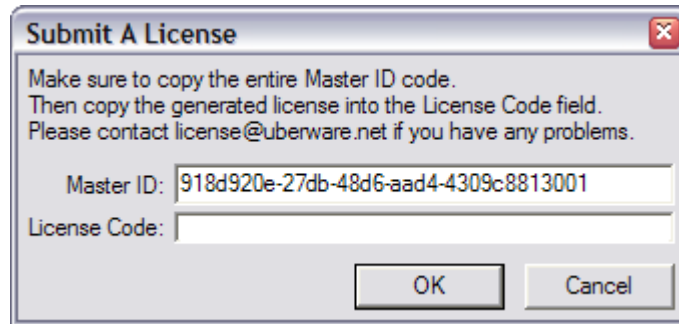 Submit A License
Make sure to copy the entire Master ID code.
Then copy the generated license into the License Code field.
Please contact license@uberware.net if you have any problems.
Master ID: 918d920e-27db-48d6-aad4-4309c8813001
License Code:
OK Cancel